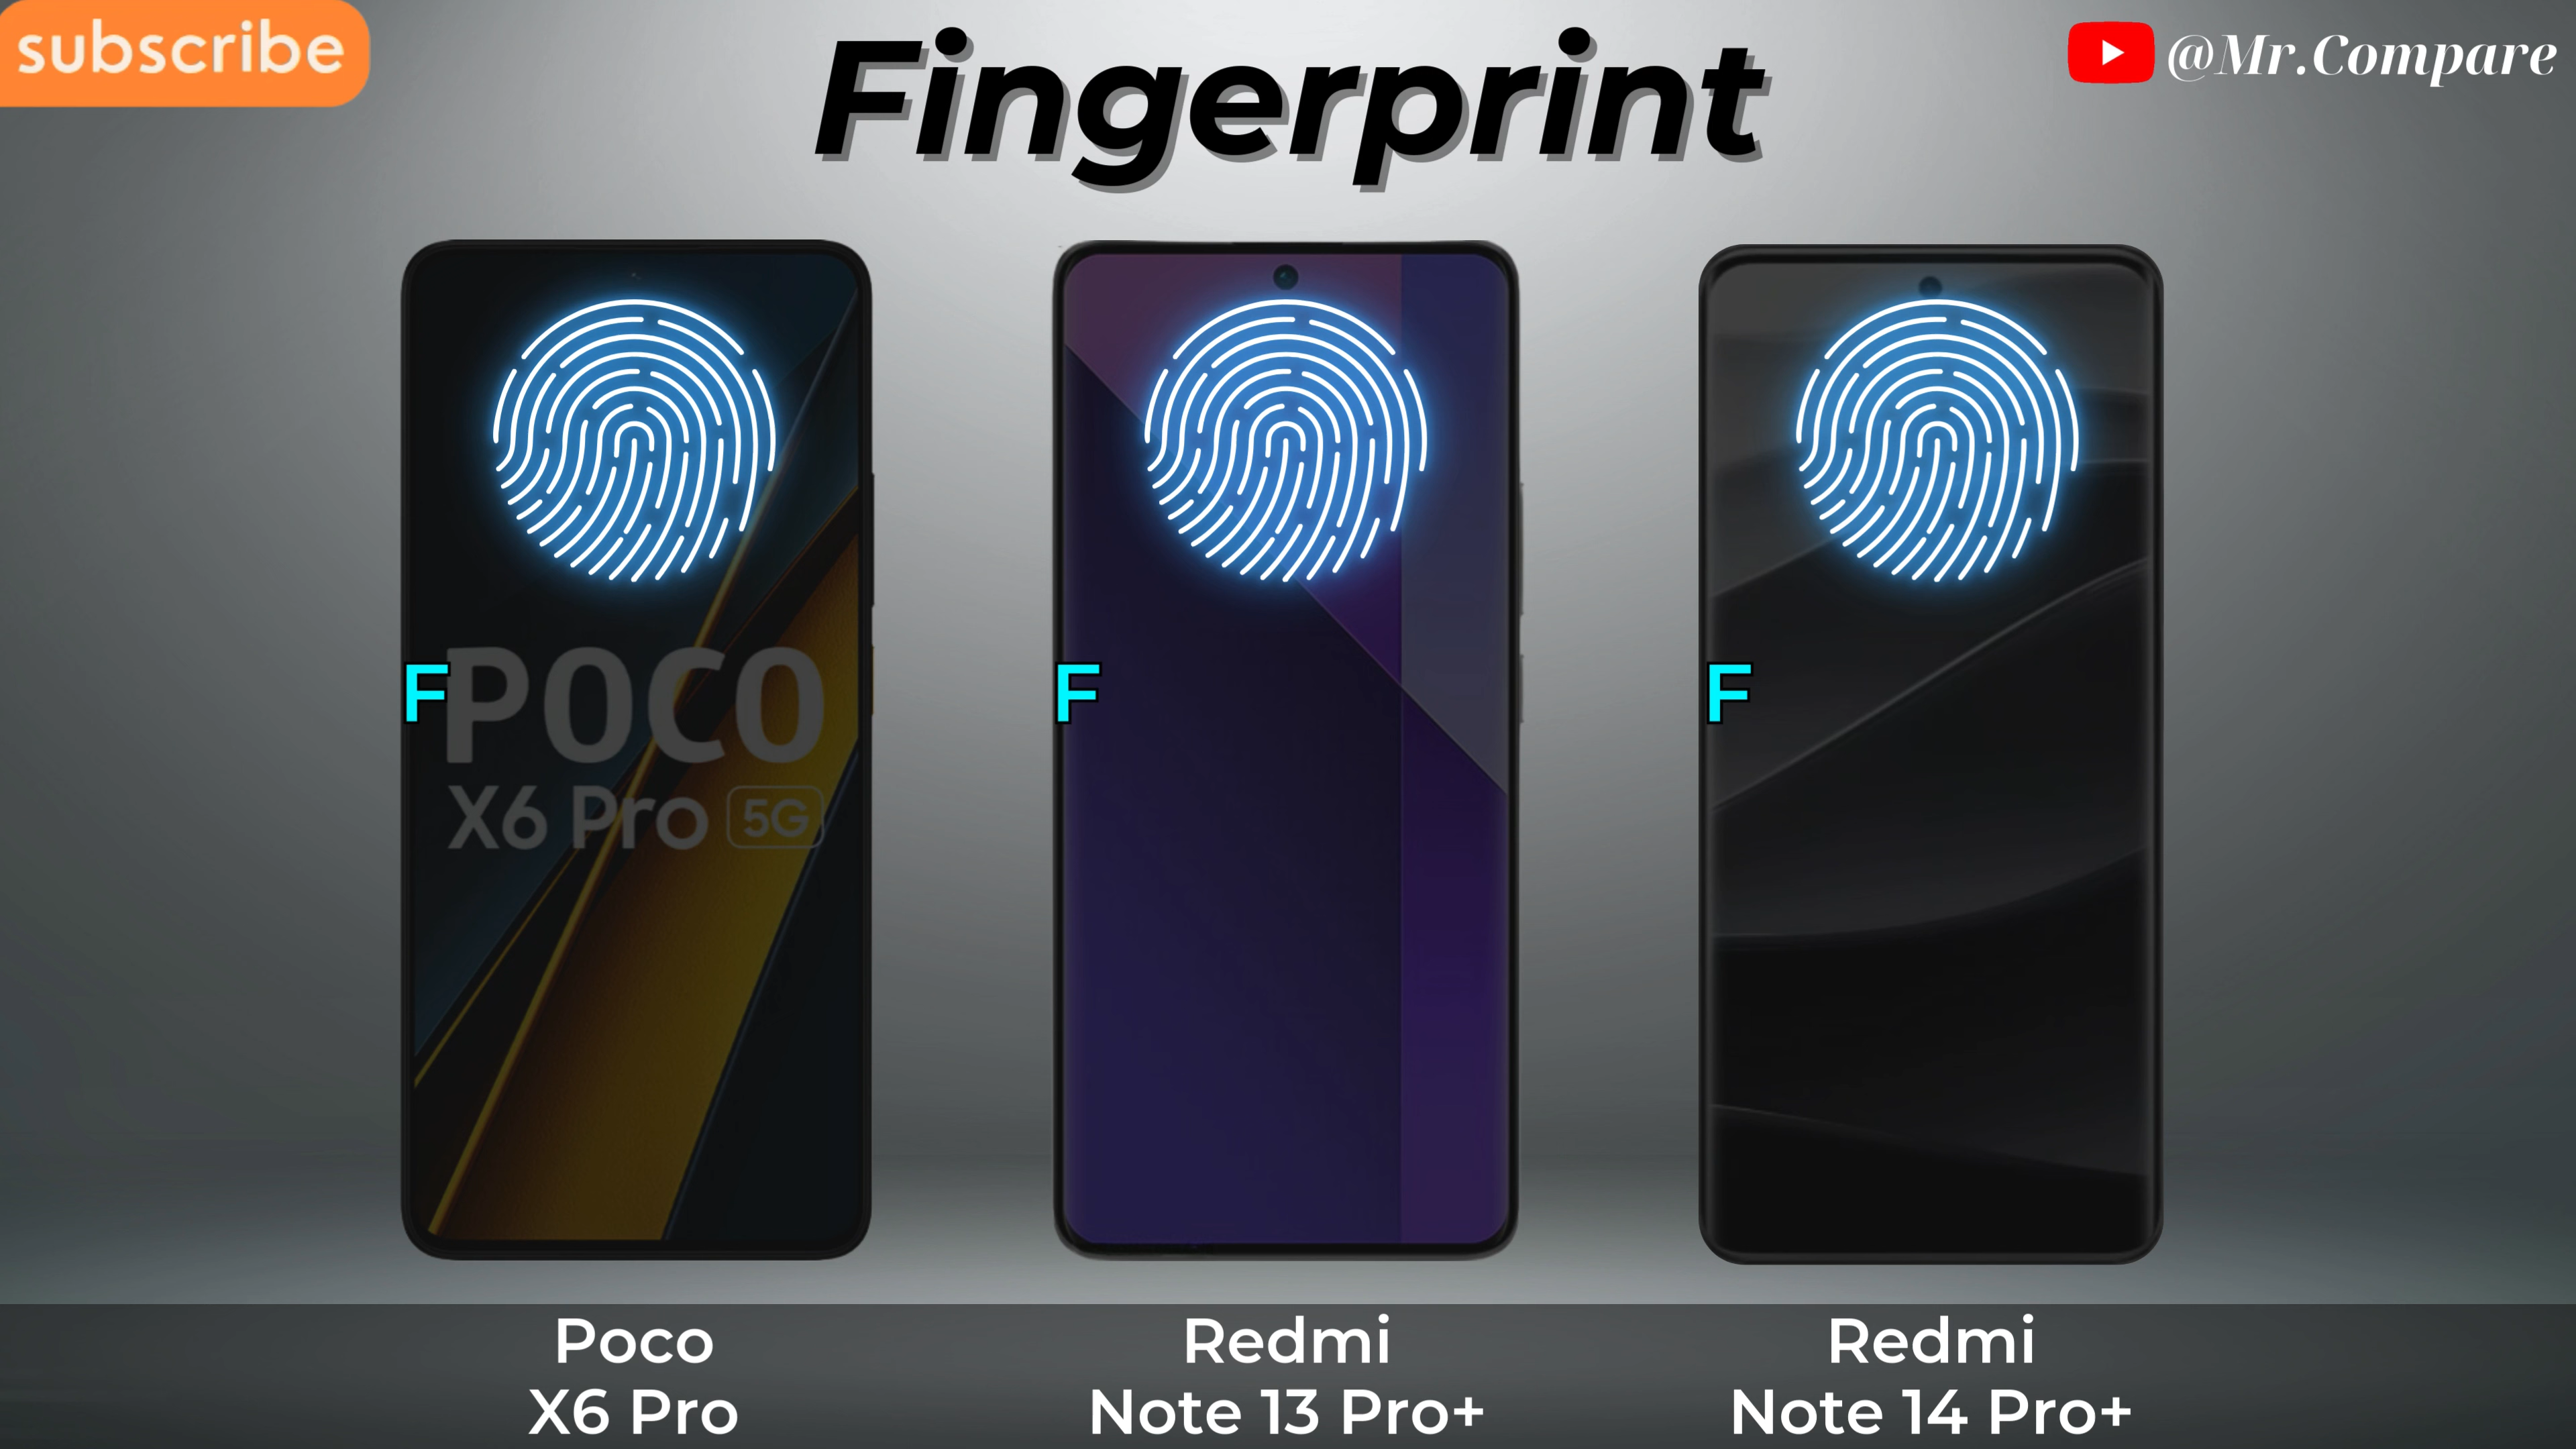 subscribe
Fingerprint
@Mr.Compare
F
POCO
X6 Pro 5G
F
F
Poco
X6 Pro
Redmi
Note 13 Pro+
Redmi
Note 14 Pro+